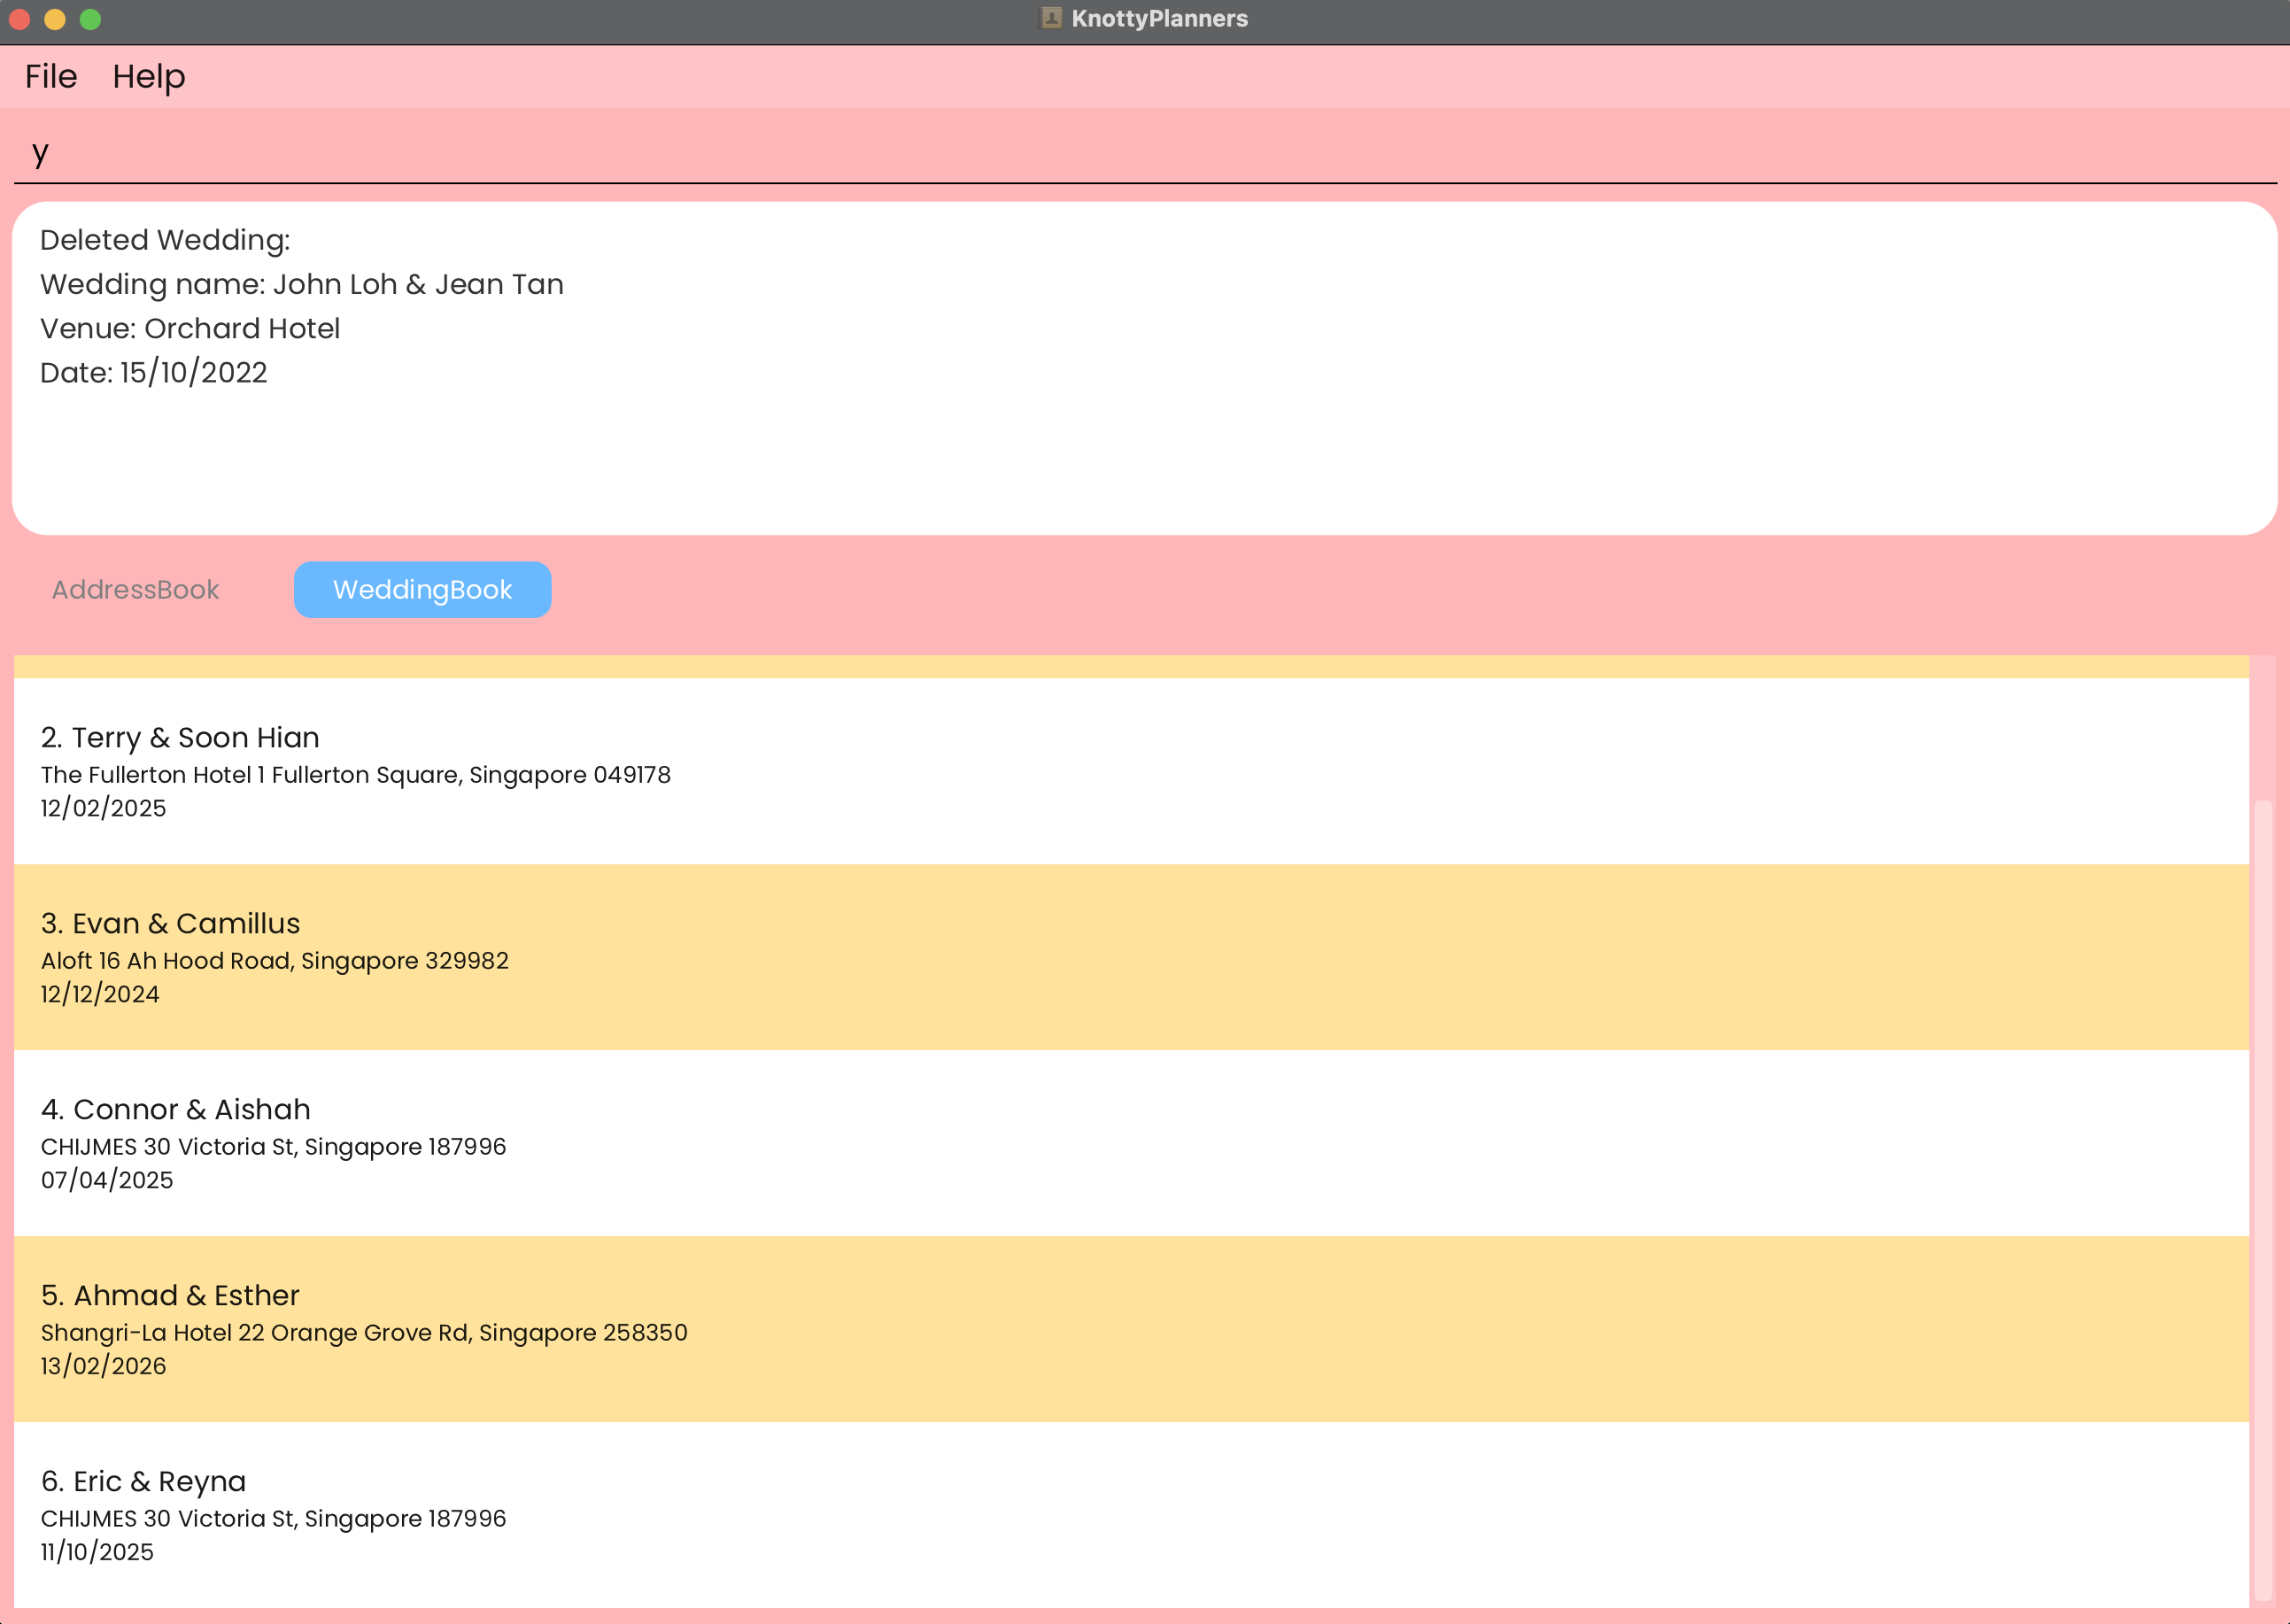 KnottyPlanners
File Help
y
Deleted Wedding:
Wedding name: John Loh & Jean Tan
Venue: Orchard Hotel
Date: 15/10/2022
AddressBook WeddingBook
2. Terry & Soon Hian
The Fullerton Hotel 1 Fullerton Square, Singapore 049178
12/02/2025
3. Evan & Camillus
Aloft 16 Ah Hood Road, Singapore 329982
12/12/2024
4. Connor & Aishah
CHIJMES 30 Victoria St, Singapore 187996
07/04/2025
5. Ahmad & Esther
Shangri-La Hotel 22 Orange Grove Rd, Singapore 258350
13/02/2026
6. Eric & Reyna
CHIJMES 30 Victoria St, Singapore 187996
11/10/2025